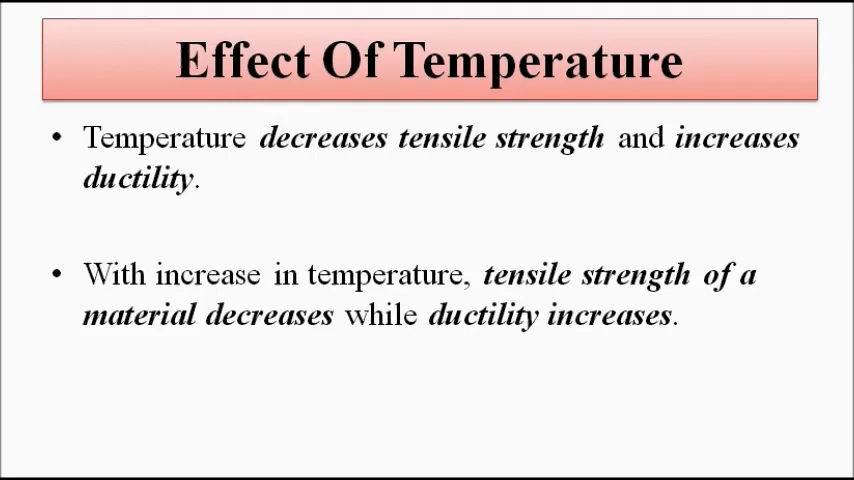 Effect Of Temperature
• Temperature decreases tensile strength and increases
ductility.
• With increase in temperature, tensile strength of a
material decreases while ductility increases.